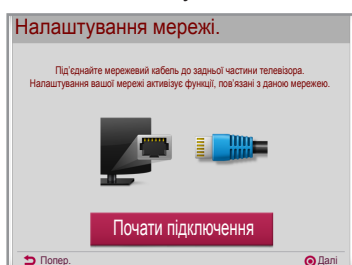 Налаштування мережі.
Під'єднайте мережевий кабель до задньої частини телевізора.
Налаштування вашої мережі активізує функції, пов'язані з даною мережею.
Почати підключення
Попер.
Далі